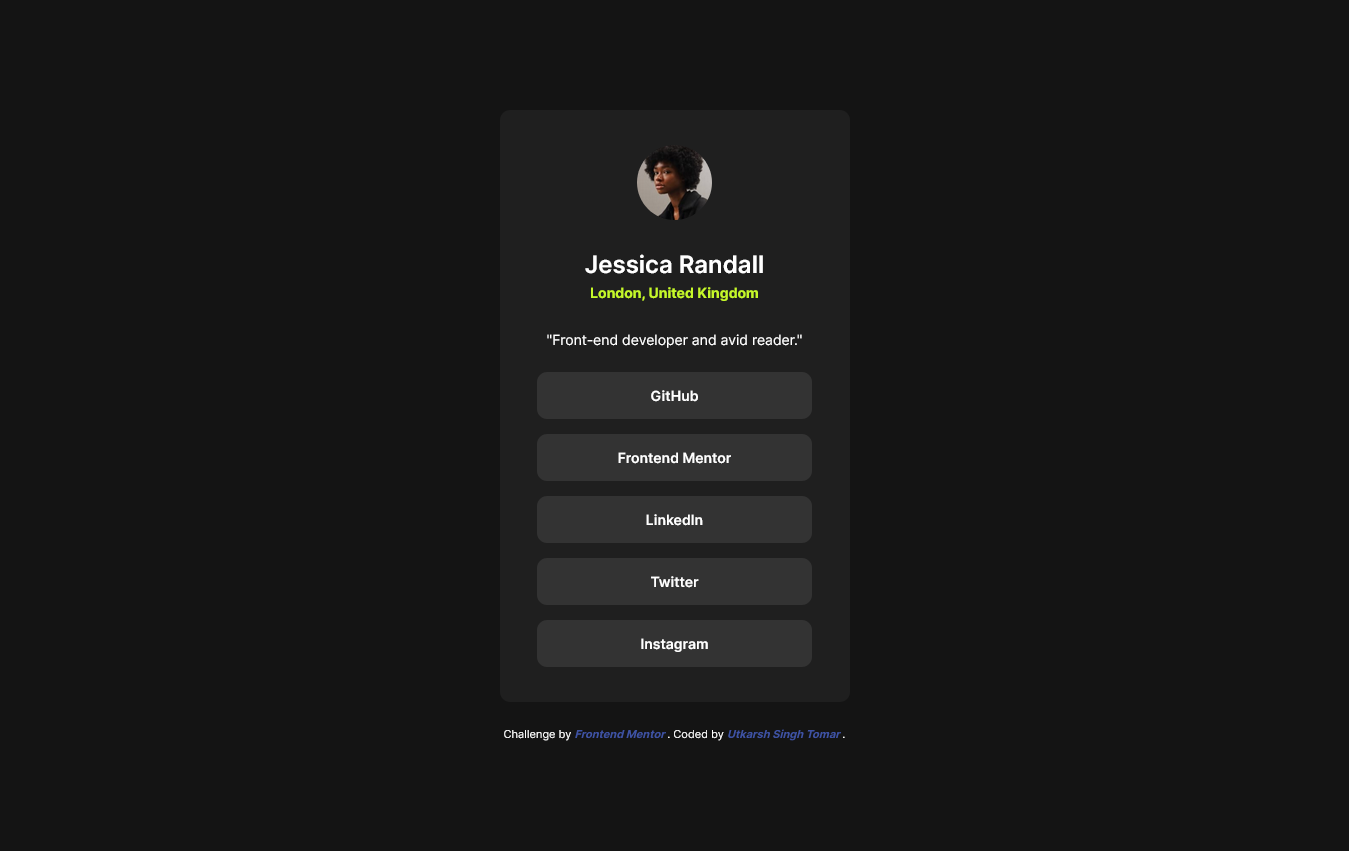 Jessica Randall
London, United Kingdom
"Front-end developer and avid reader."
GitHub
Frontend Mentor
LinkedIn
Twitter
Instagram
Challenge by Frontend Mentor. Coded by Utkarsh Singh Tomar.